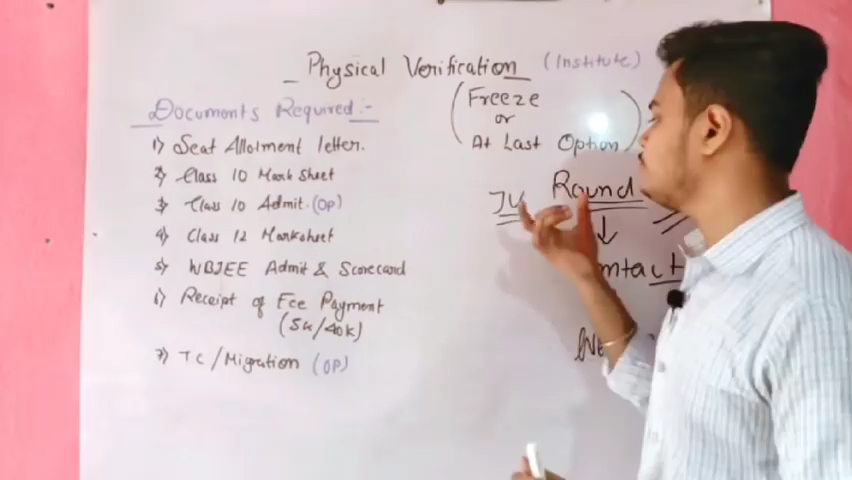 Physical Verification (Institute)
(Freeze
or
At Last Option)
Documents Required :-
1) Seat Allotment letter.
2) Class 10 Mark Sheet
3) Class 10 Admit. (OP)
4) Class 12 Marksheet
5) WBJEE Admit & Scorecard
6) Receipt of Fee Payment
(5k/40k)
7) TC/Migration (OP)
Round